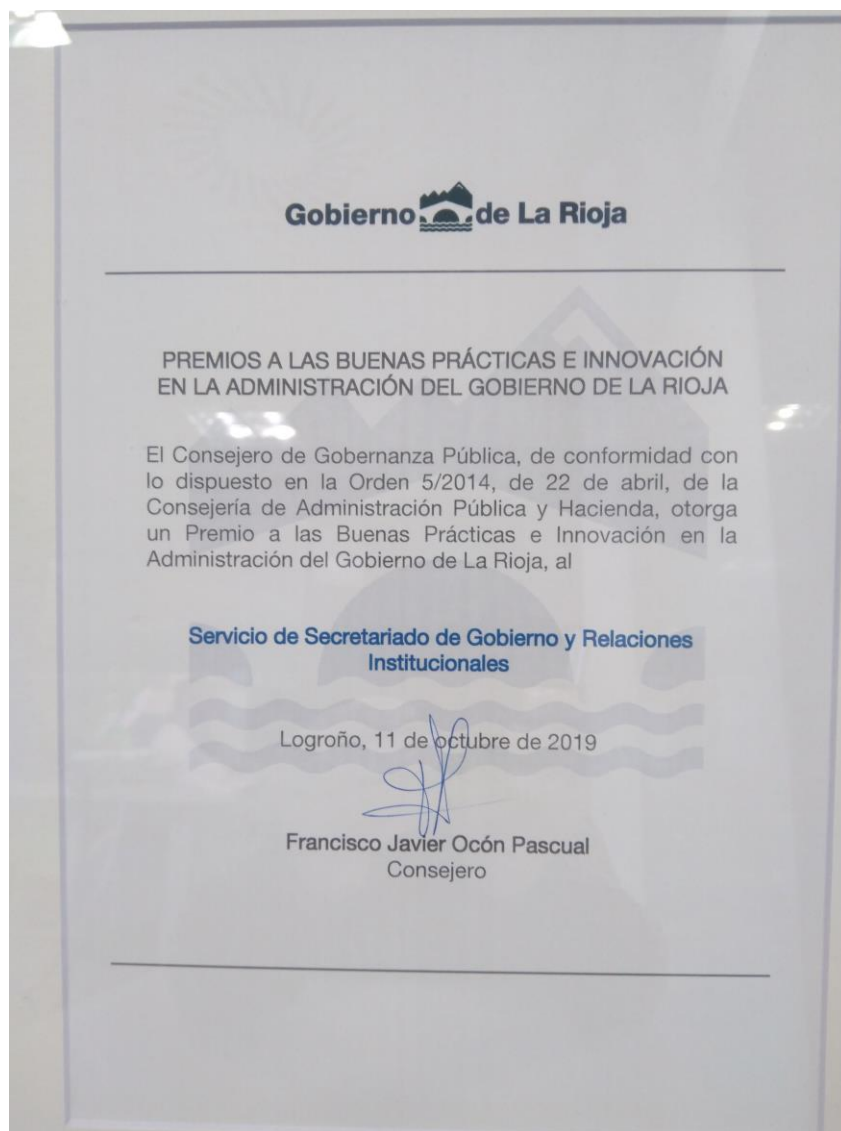 Gobierno de La Rioja
PREMIOS A LAS BUENAS PRÁCTICAS E INNOVACIÓN
EN LA ADMINISTRACIÓN DEL GOBIERNO DE LA RIOJA
El Consejero de Gobernanza Pública, de conformidad con
lo dispuesto en la Orden 5/2014, de 22 de abril, de la
Consejería de Administración Pública y Hacienda, otorga
un Premio a las Buenas Prácticas e Innovación en la
Administración del Gobierno de La Rioja, al
Servicio de Secretariado de Gobierno y Relaciones
Institucionales
Logroño, 11 de octubre de 2019
Francisco Javier Ocón Pascual
Consejero